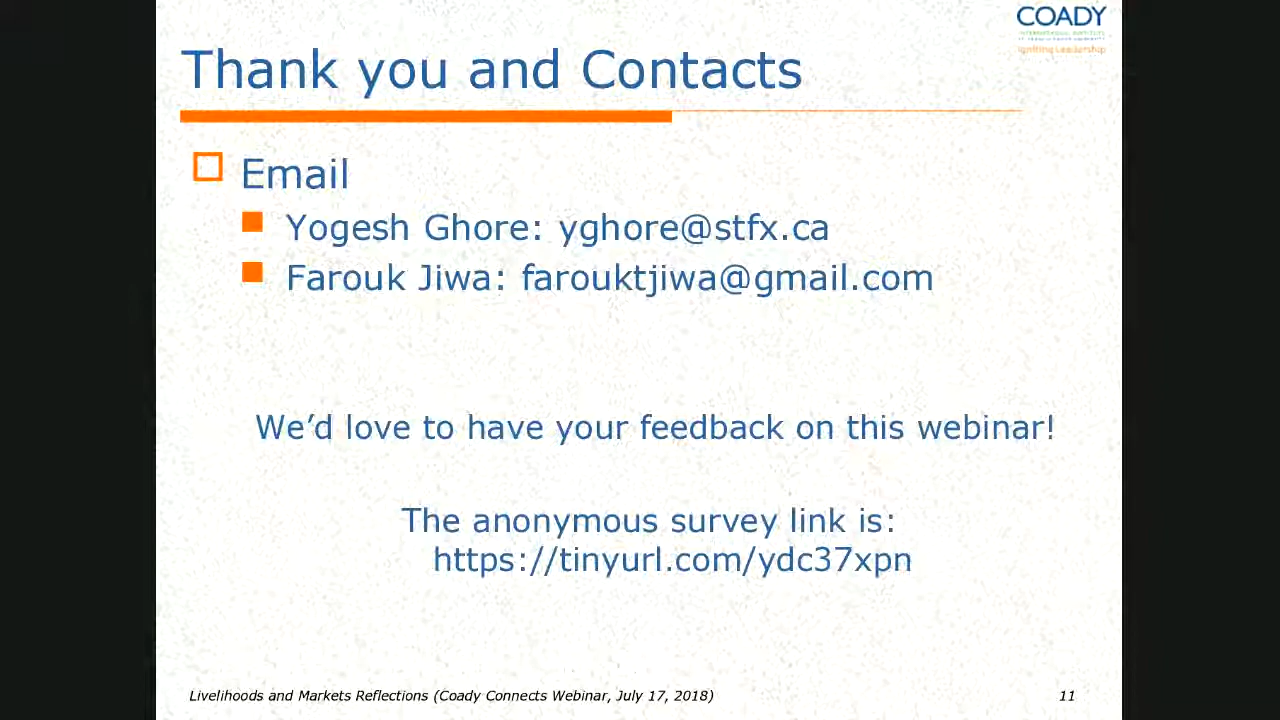 COADY
Igniting Leadership
Thank you and Contacts
Email
Yogesh Ghore: yghore@stfx.ca
Farouk Jiwa: farouktjiwa@gmail.com
We’d love to have your feedback on this webinar!
The anonymous survey link is:
https://tinyurl.com/ydc37xpn
Livelihoods and Markets Reflections (Coady Connects Webinar, July 17, 2018)
11